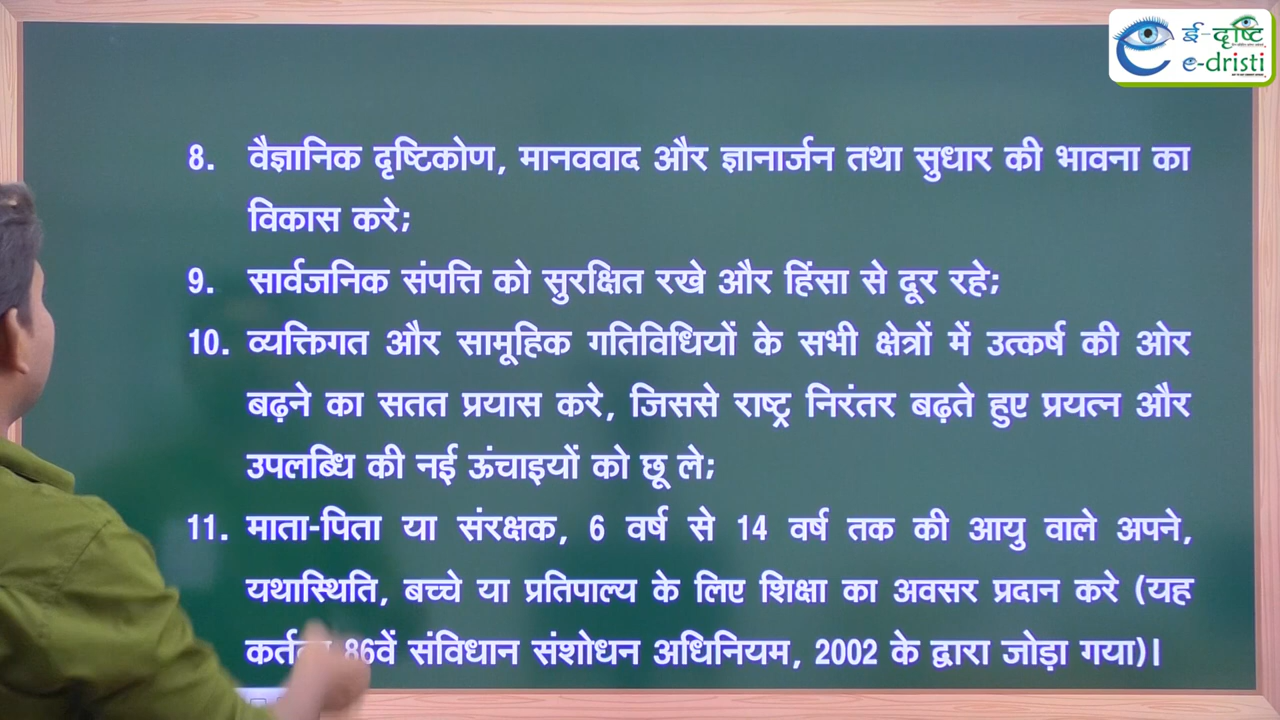 ई-दृष्टि
e-dristi
8. वैज्ञानिक दृष्टिकोण, मानववाद और ज्ञानार्जन तथा सुधार की भावना का
विकास करे;
9. सार्वजनिक संपत्ति को सुरक्षित रखे और हिंसा से दूर रहे;
10. व्यक्तिगत और सामूहिक गतिविधियों के सभी क्षेत्रों में उत्कर्ष की ओर
बढ़ने का सतत प्रयास करे, जिससे राष्ट्र निरंतर बढ़ते हुए प्रयत्न और
उपलब्धि की नई ऊंचाइयों को छू ले;
11. माता-पिता या संरक्षक, 6 वर्ष से 14 वर्ष तक की आयु वाले अपने,
यथास्थिति, बच्चे या प्रतिपाल्य के लिए शिक्षा का अवसर प्रदान करे (यह
86वें संविधान संशोधन अधिनियम, 2002 के द्वारा जोड़ा गया)।